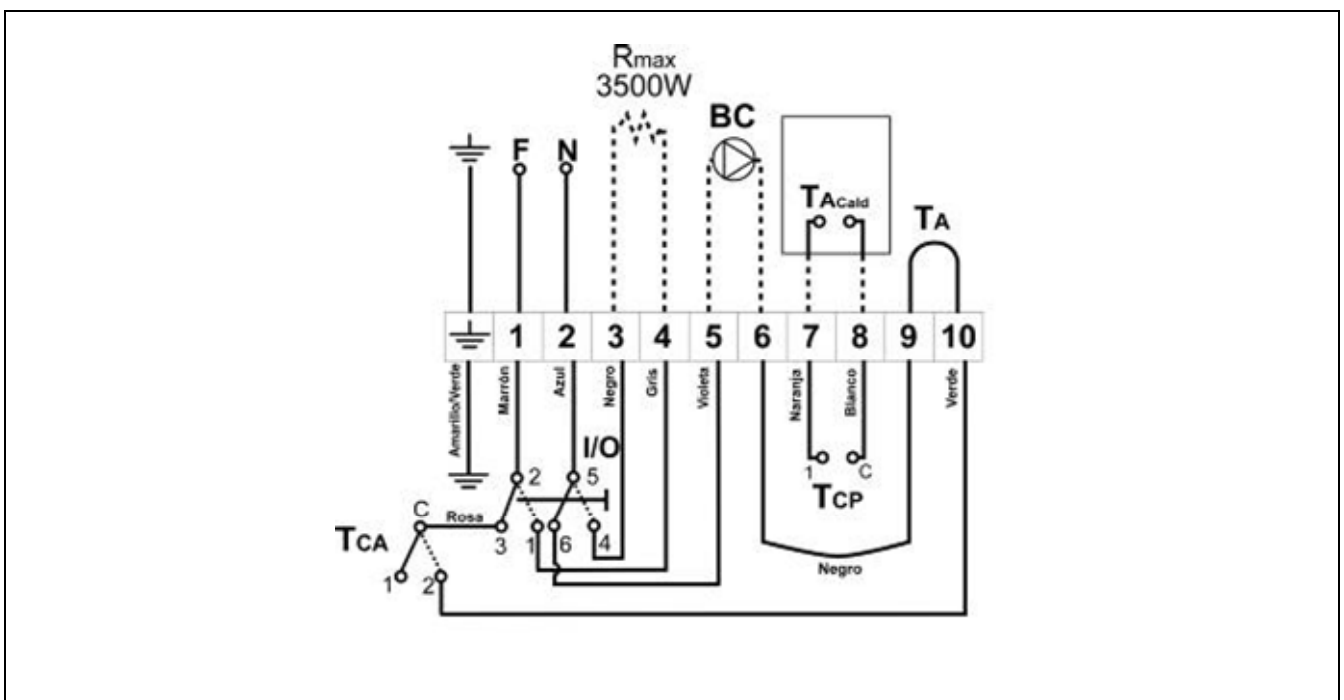 Rmax
3500W
BC
F N
TACald
TA
1 2 3 4 5 6 7 8 9 10
Amarillo/Verde
Marrón
Azul
Negro
Gris
Violeta
Naranja
Blanco
Verde
I/O
2 5
1 C
TCP
C
Rosa
TCA
3 1 6 4
Negro
1 2